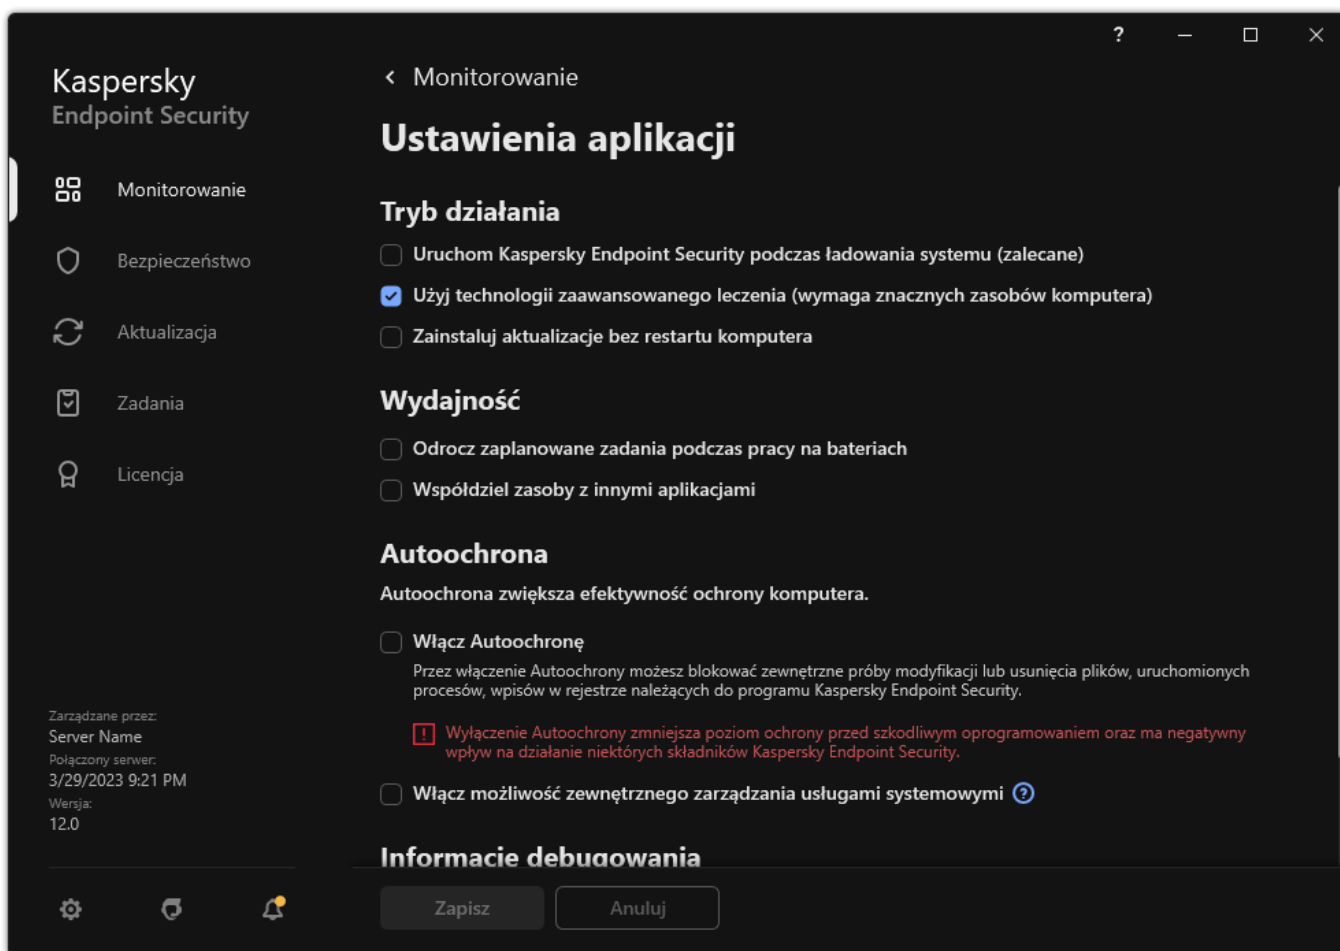 ?
Kaspersky
Endpoint Security
Monitorowanie
Bezpieczeństwo
Aktualizacja
Zadania
Licencja
Zarządzane przez:
Server Name
Połączony serwer:
3/29/2023 9:21 PM
Wersja:
12.0
Monitorowanie
Ustawienia aplikacji
Tryb działania
Uruchom Kaspersky Endpoint Security podczas ładowania systemu (zalecane)
Użyj technologii zaawansowanego leczenia (wymaga znacznych zasobów komputera)
Zainstaluj aktualizacje bez restartu komputera
Wydajność
Odrocz zaplanowane zadania podczas pracy na bateriach
Współdziel zasoby z innymi aplikacjami
Autoochrona
Autoochrona zwiększa efektywność ochrony komputera.
Włącz Autoochronę
Przez włączenie Autoochrony możesz blokować zewnętrzne próby modyfikacji lub usunięcia plików, uruchomionych
procesów, wpisów w rejestrze należących do programu Kaspersky Endpoint Security.
Wyłączenie Autoochrony zmniejsza poziom ochrony przed szkodliwym oprogramowaniem oraz ma negatywny
wpływ na działanie niektórych składników Kaspersky Endpoint Security.
Włącz możliwość zewnętrznego zarządzania usługami systemowymi ?
Informacje debugowania
Zapisz
Anuluj